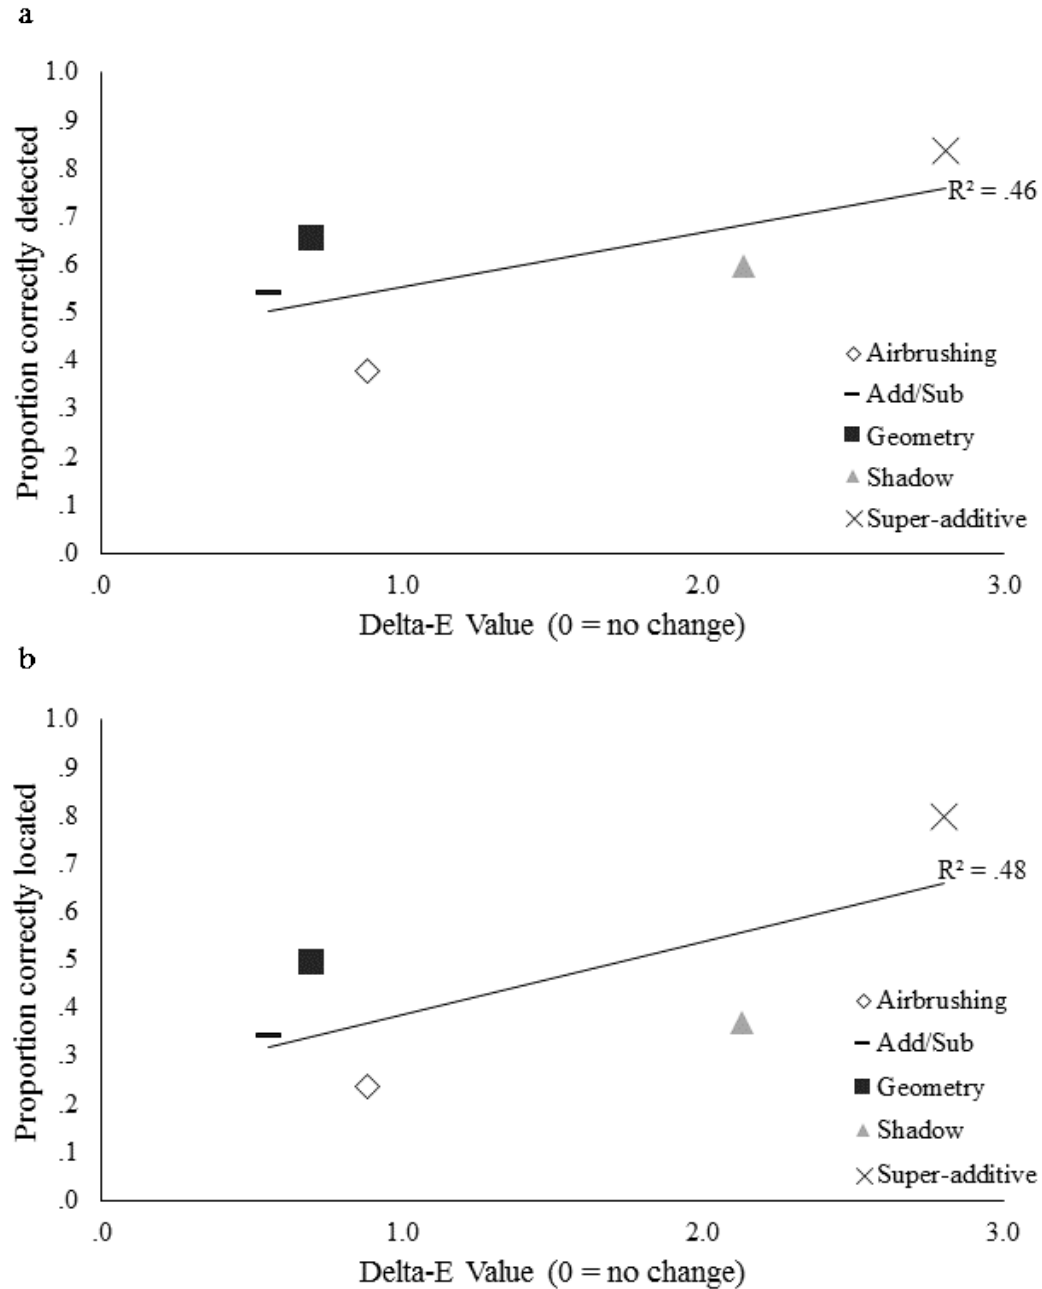 a
1.0
.9
.8
.7
.6
.5
.4
.3
.2
.1
.0
Proportion correctly detected
R² = .46
Airbrushing
Add/Sub
Geometry
Shadow
Super-additive
.0 1.0 2.0 3.0
Delta-E Value (0 = no change)
b
1.0
.9
.8
.7
.6
.5
.4
.3
.2
.1
.0
Proportion correctly located
R² = .48
Airbrushing
Add/Sub
Geometry
Shadow
Super-additive
.0 1.0 2.0 3.0
Delta-E Value (0 = no change)